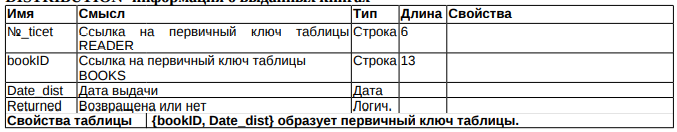 DISTRIBUTION информация о выданных книгах
Имя Смысл Тип Длина Свойства
№_ticet Ссылка на первичный ключ таблицы READER Строка 6
bookID Ссылка на первичный ключ таблицы BOOKS Строка 13
Date_dist Дата выдачи Дата
Returned Возвращена или нет Логич.
Свойства таблицы {bookID, Date_dist} образует первичный ключ таблицы.